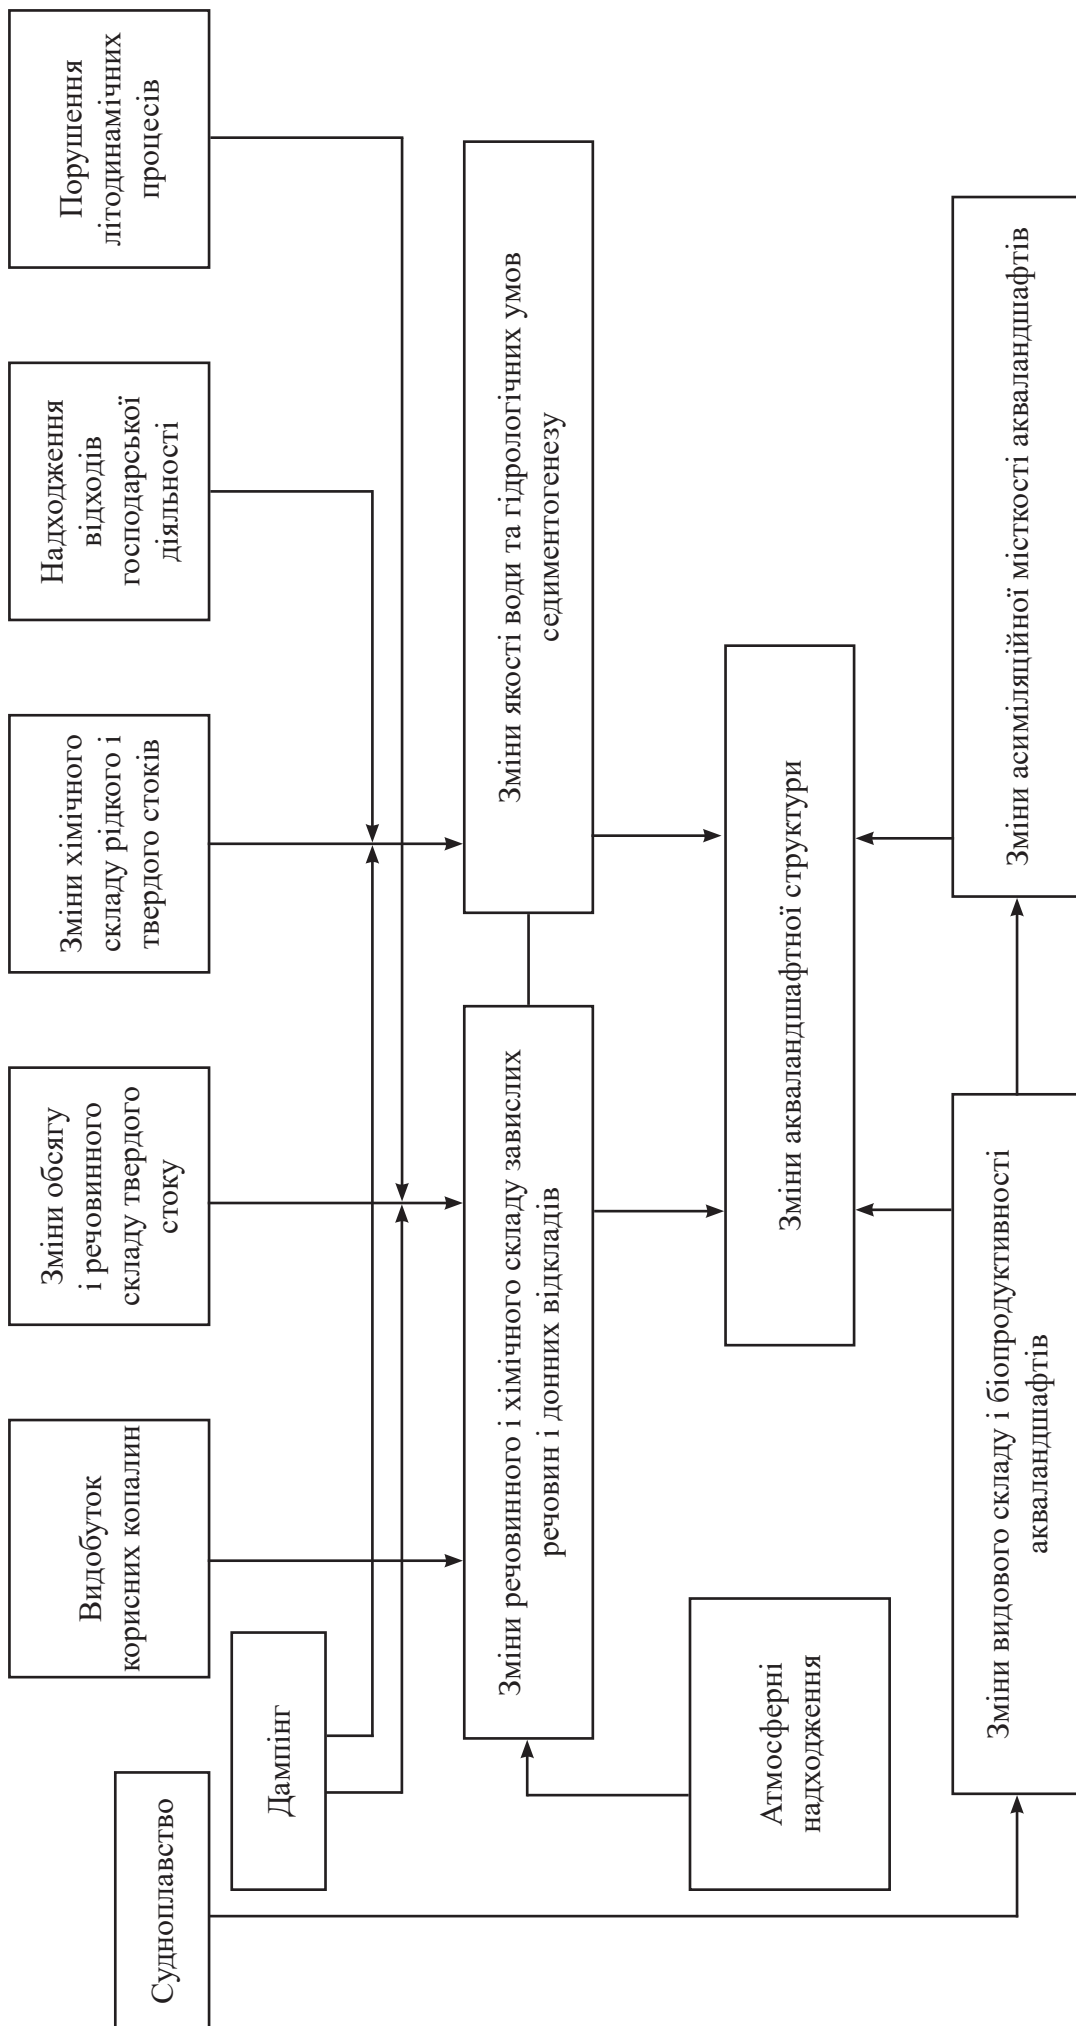 Судноплавство
Дампінг
Видобуток
корисних копалин
Зміни обсягу
і речовинного
складу твердого
стоку
Зміни хімічного
складу рідкого і
твердого стоків
Надходження
відходів
господарської
діяльності
Порушення
літодинамічних
процесів
Зміни речовинного і хімічного складу завислих
речовин і донних відкладів
Зміни якості води та гідрологічних умов
седиментогенезу
Атмосферні
надходження
Зміни акваландшафтної структури
Зміни видового складу і біопродуктивності
акваландшафтів
Зміни асиміляційної місткості акваландшафтів